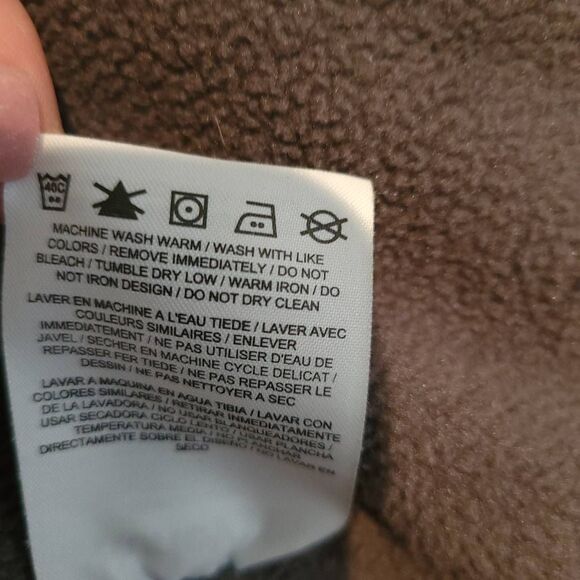 40C
MACHINE WASH WARM / WASH WITH LIKE
COLORS / REMOVE IMMEDIATELY / DO NOT
BLEACH / TUMBLE DRY LOW / WARM IRON / DO
NOT IRON DESIGN / DO NOT DRY CLEAN
LAVER EN MACHINE A L'EAU TIEDE / LAVER AVEC
COULEURS SIMILAIRES / ENLEVER
IMMEDIATEMENT / NE PAS UTILISER D'EAU DE
JAVEL / SECHER EN MACHINE CYCLE DELICAT /
REPASSER FER TIEDE / NE PAS REPASSER LE
DESSIN / NE PAS NETTOYER A SEC
LAVAR A MAQUINA EN AGUA TIBIA / LAVAR CON
COLORES SIMILARES / RETIRAR INMEDIATAMENTE
DE LA LAVADORA / NO USAR BLANQUEADORES /
USAR SECADORA CICLO LENTO / USAR PLANCHA
TEMPERATURA MEDIA / NO
DIRECTAMENTE SOBRE EL DISEÑO / NO LAVAR EN
SECO